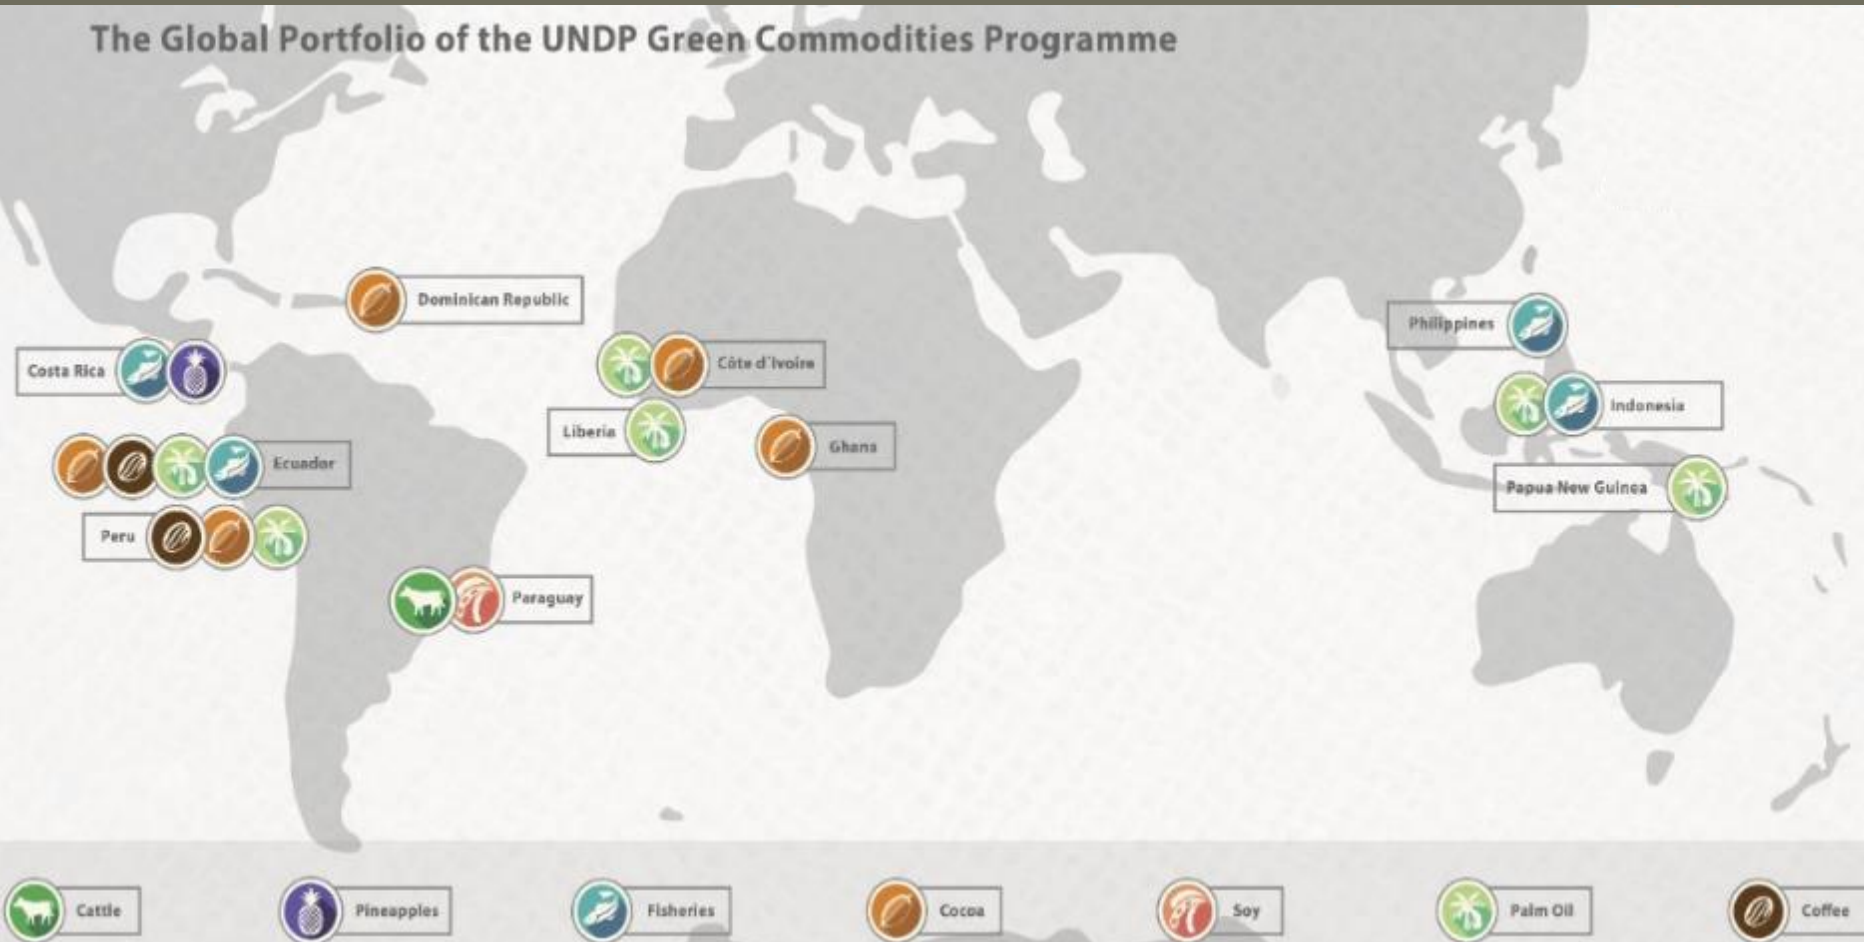 The Global Portfolio of the UNDP Green Commodities Programme
Dominican Republic
Philippines
Costa Rica
Côte d'Ivoire
Indonesia
Liberia
Ghana
Ecuador
Papua New Guinea
Peru
Paraguay
Cattle
Pineapples
Fisheries
Cocoa
Soy
Palm Oil
Coffee